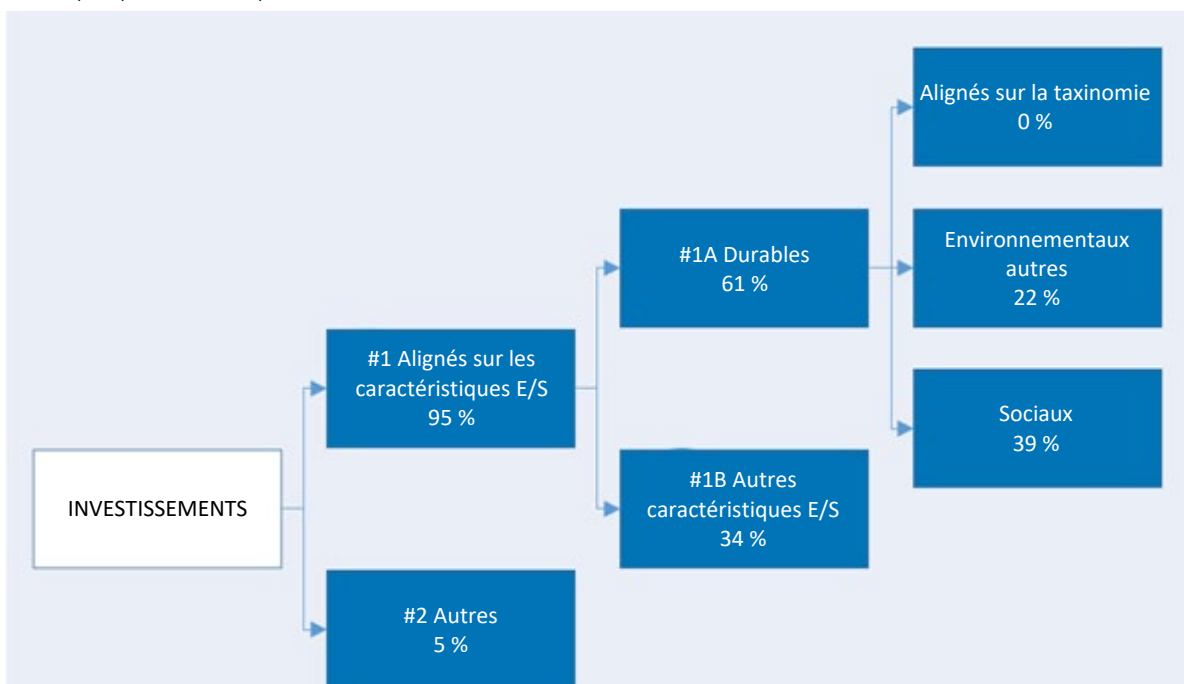 Alignés sur la taxinomie
0 %
#1A Durables
61 %
Environnementaux
autres
22 %
#1 Alignés sur les
caractéristiques E/S
95 %
Sociaux
39 %
INVESTISSEMENTS
#1B Autres
caractéristiques E/S
34 %
#2 Autres
5 %